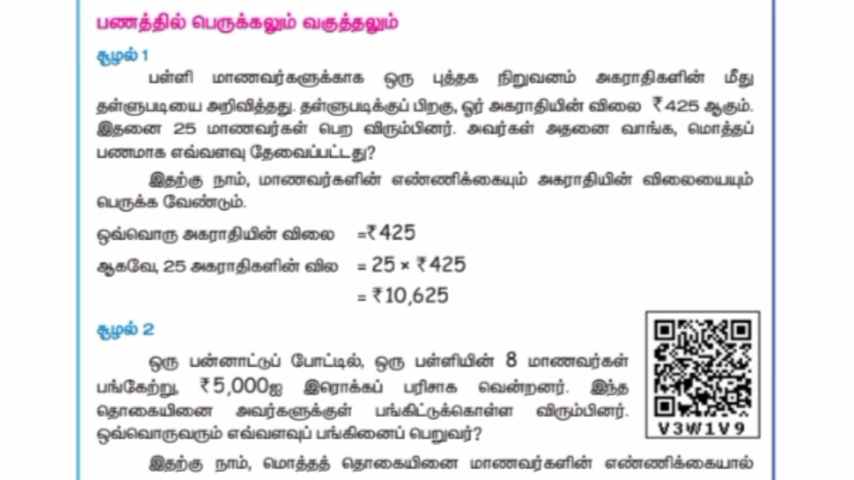 பணத்தில் பெருக்கலும் வகுத்தலும்
சூழல் 1
பள்ளி மாணவர்களுக்காக ஒரு புத்தக நிறுவனம் அகராதிகளின் மீது
தள்ளுபடியை அறிவித்தது. தள்ளுபடிக்குப் பிறகு, ஓர் அகராதியின் விலை ₹425 ஆகும்.
இதனை 25 மாணவர்கள் பெற விரும்பினர். அவர்கள் அதனை வாங்க, மொத்தப்
பணமாக எவ்வளவு தேவைப்பட்டது?
இதற்கு நாம், மாணவர்களின் எண்ணிக்கையும் அகராதியின் விலையையும்
பெருக்க வேண்டும்.
ஒவ்வொரு அகராதியின் விலை =₹425
ஆகவே, 25 அகராதிகளின் வில = 25 × ₹425
= ₹10,625
சூழல் 2
ஒரு பன்னாட்டுப் போட்டில், ஒரு பள்ளியின் 8 மாணவர்கள்
பங்கேற்று, ₹5,000ஐ இரொக்கப் பரிசாக வென்றனர். இந்த
தொகையினை அவர்களுக்குள் பங்கிட்டுக்கொள்ள விரும்பினர்.
ஒவ்வொருவரும் எவ்வளவுப் பங்கினைப் பெறுவர்?
V3W1V9
இதற்கு நாம், மொத்தத் தொகையினை மாணவர்களின் எண்ணிக்கையால்